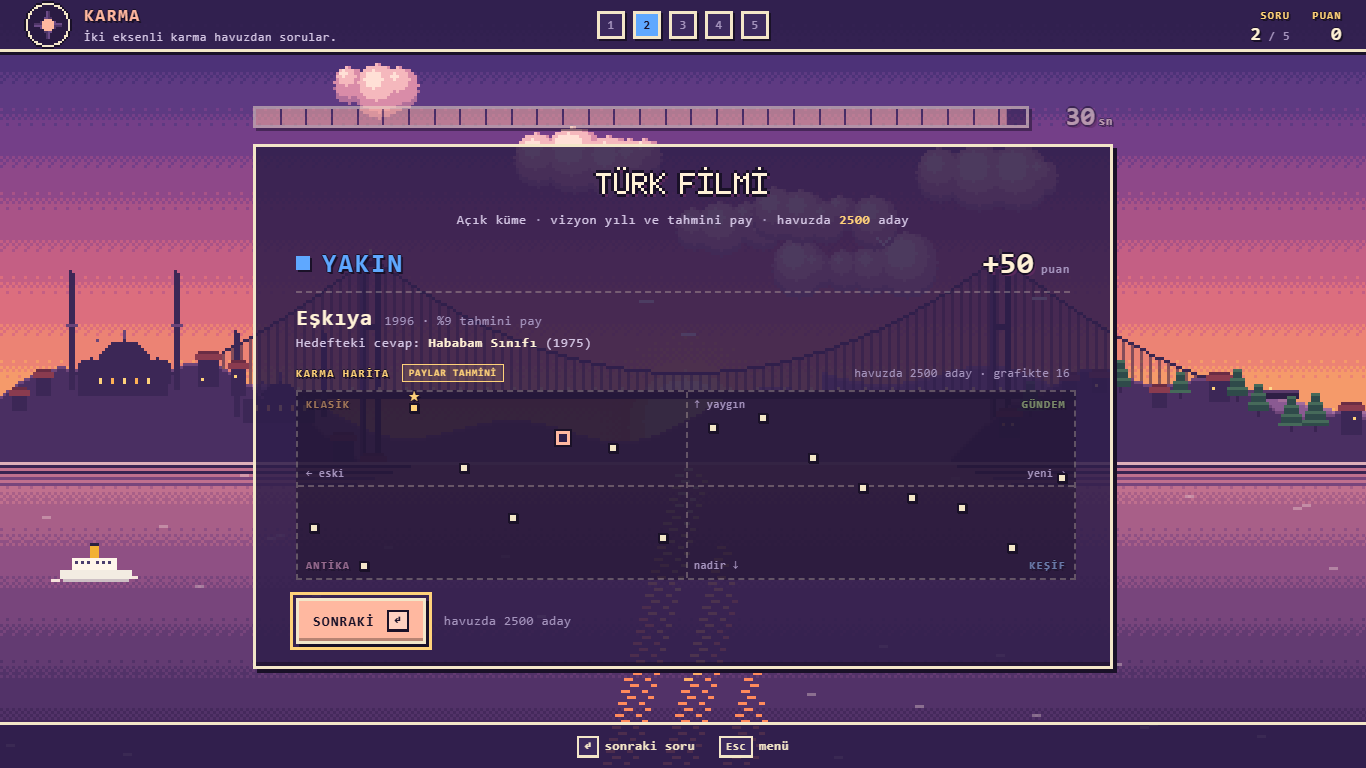 KARMA
İki eksenli karma havuzdan sorular.
1 2 3 4 5
SORU PUAN
2 / 5 0
30 sn
TÜRK FİLMİ
Açık küme · vizyon yılı ve tahmini pay · havuzda 2500 aday
YAKIN
+50 puan
Eşkıya 1996 · %9 tahmini pay
Hedefteki cevap: Hababam Sınıfı (1975)
KARMA HARİTA PAYLAR TAHMİNİ
havuzda 2500 aday · grafikte 16
KLASİK
↑ yaygın
GÜNDEM
← eski
yeni
ANTİKA
nadir ↓
KEŞİF
SONRAKİ ↵
havuzda 2500 aday
↵ sonraki soru Esc menü